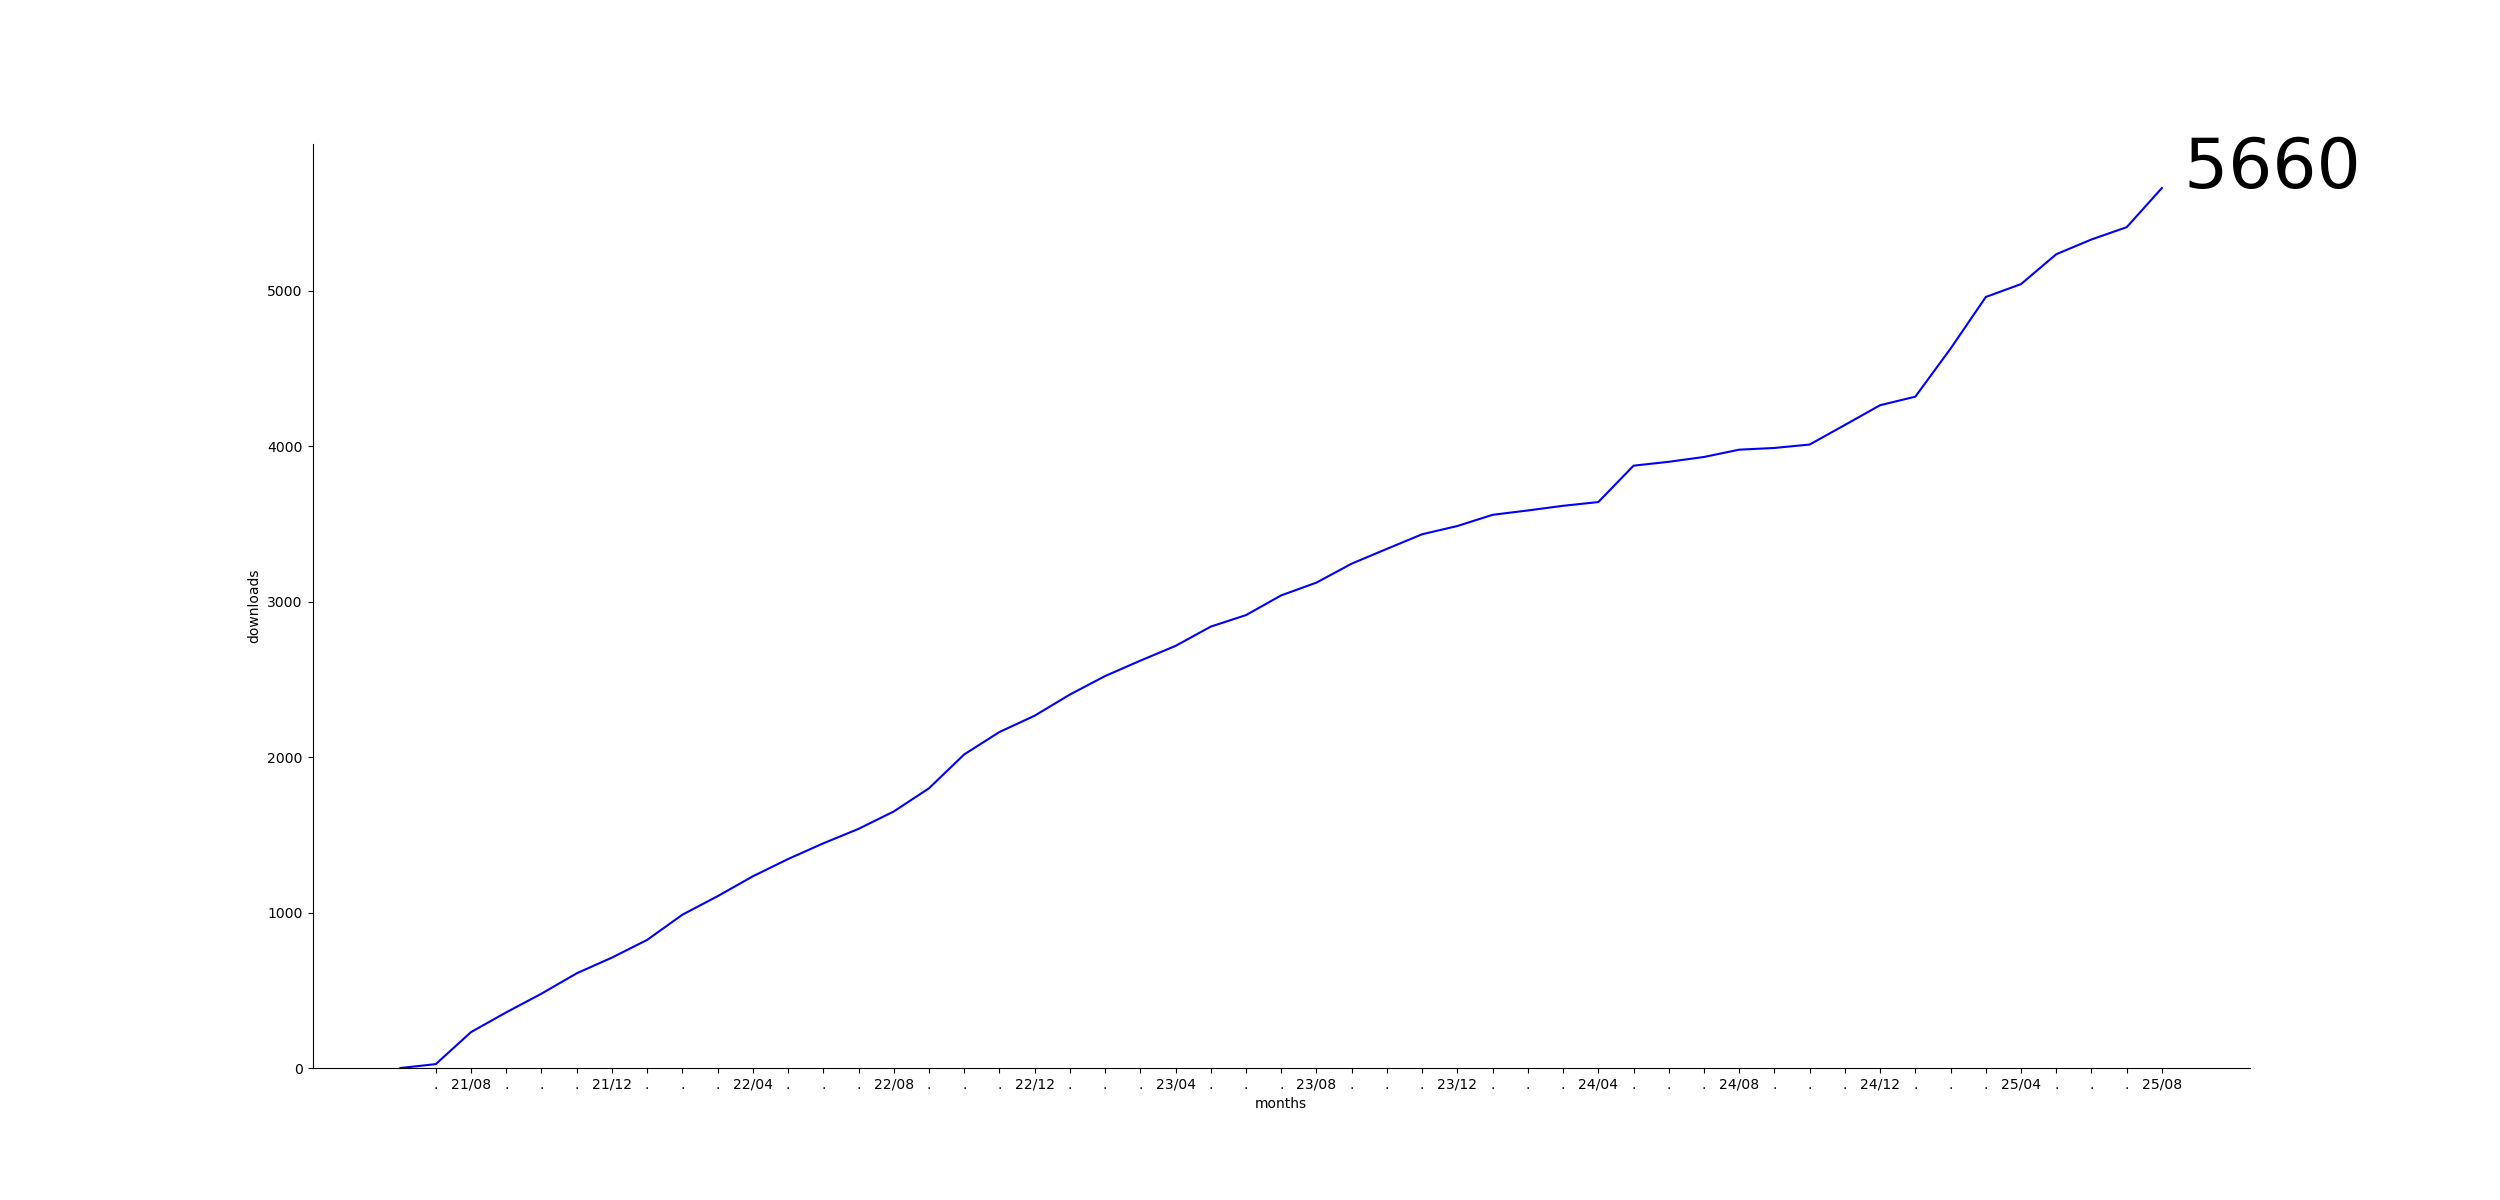 5660
5000
4000
3000
2000
1000
0
downloads
. 21/08 . . . 21/12 . . . 22/04 . . . 22/08 . . . 22/12 . . . 23/04 . . . 23/08 . . . 23/12 . . . 24/04 . . . 24/08 . . . 24/12 . . . 25/04 . . . 25/08
months